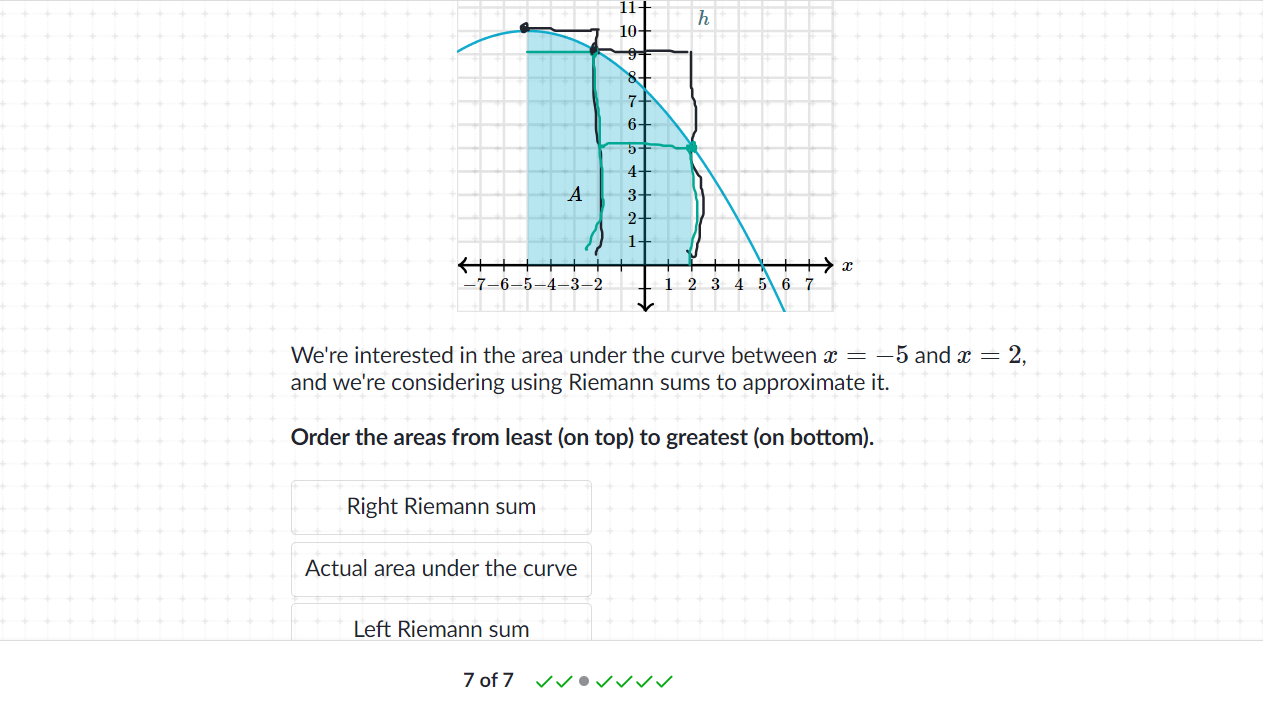 11
h
10
9
8
7
6
5
4
A
3
2
1
x
−7−6−5−4−3−2 1 2 3 4 5 6 7
We're interested in the area under the curve between x = −5 and x = 2,
and we're considering using Riemann sums to approximate it.
Order the areas from least (on top) to greatest (on bottom).
Right Riemann sum
Actual area under the curve
Left Riemann sum
7 of 7